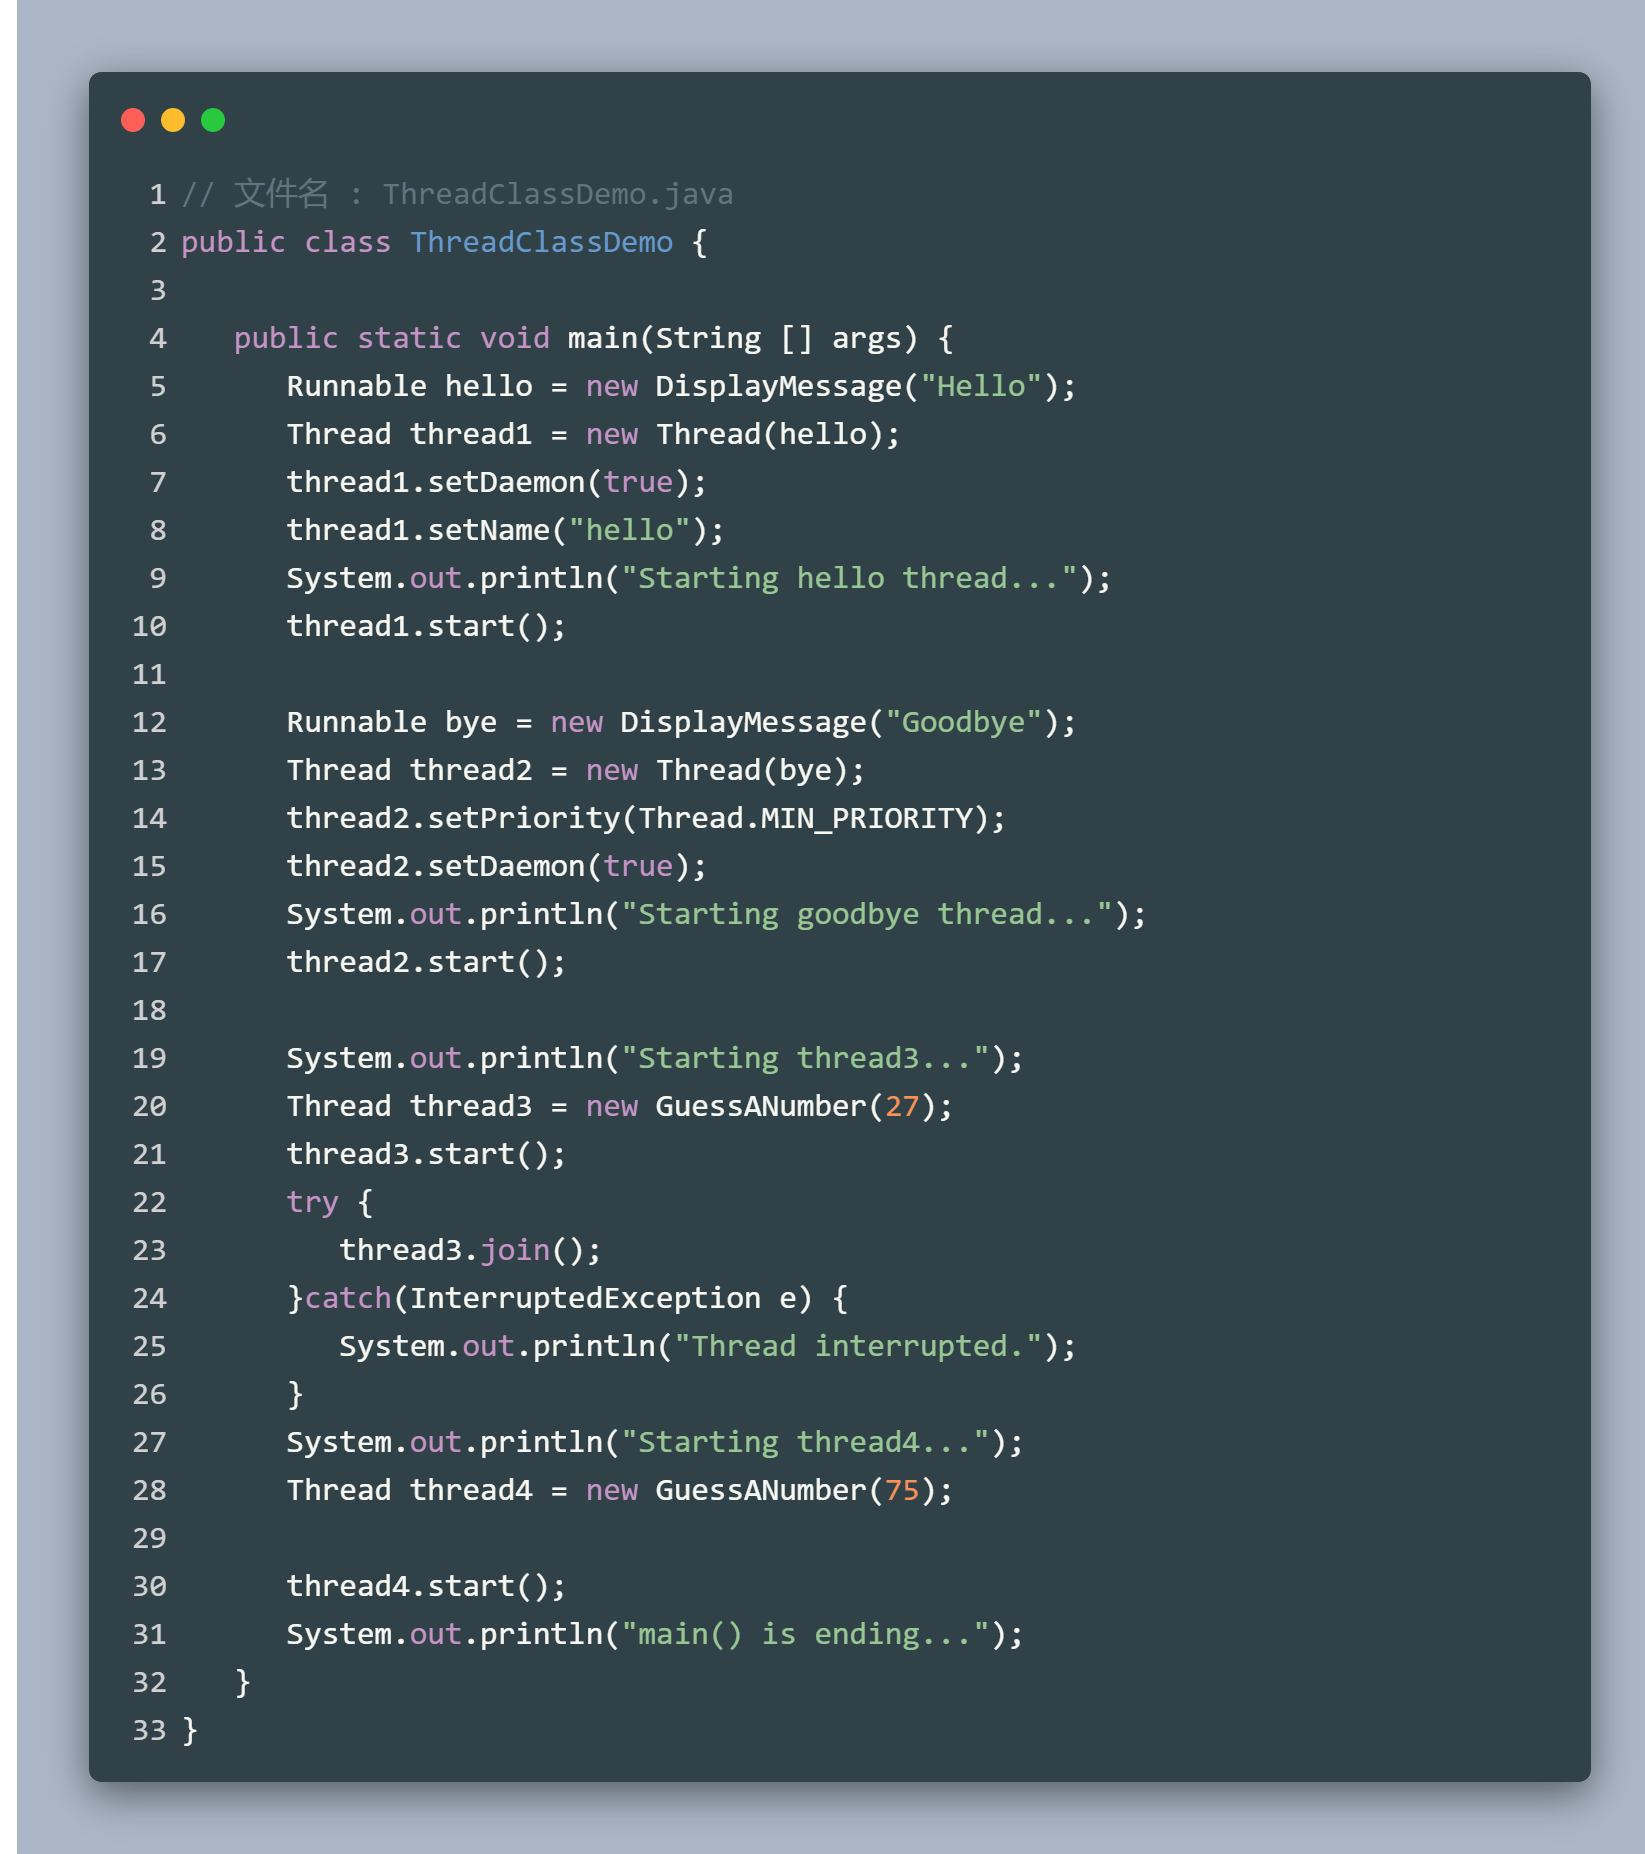 1 // 文件名 : ThreadClassDemo.java
2 public class ThreadClassDemo {
3
4    public static void main(String [] args) {
5       Runnable hello = new DisplayMessage("Hello");
6       Thread thread1 = new Thread(hello);
7       thread1.setDaemon(true);
8       thread1.setName("hello");
9       System.out.println("Starting hello thread...");
10       thread1.start();
11
12       Runnable bye = new DisplayMessage("Goodbye");
13       Thread thread2 = new Thread(bye);
14       thread2.setPriority(Thread.MIN_PRIORITY);
15       thread2.setDaemon(true);
16       System.out.println("Starting goodbye thread...");
17       thread2.start();
18
19       System.out.println("Starting thread3...");
20       Thread thread3 = new GuessANumber(27);
21       thread3.start();
22       try {
23          thread3.join();
24       }catch(InterruptedException e) {
25          System.out.println("Thread interrupted.");
26       }
27       System.out.println("Starting thread4...");
28       Thread thread4 = new GuessANumber(75);
29
30       thread4.start();
31       System.out.println("main() is ending...");
32    }
33 }